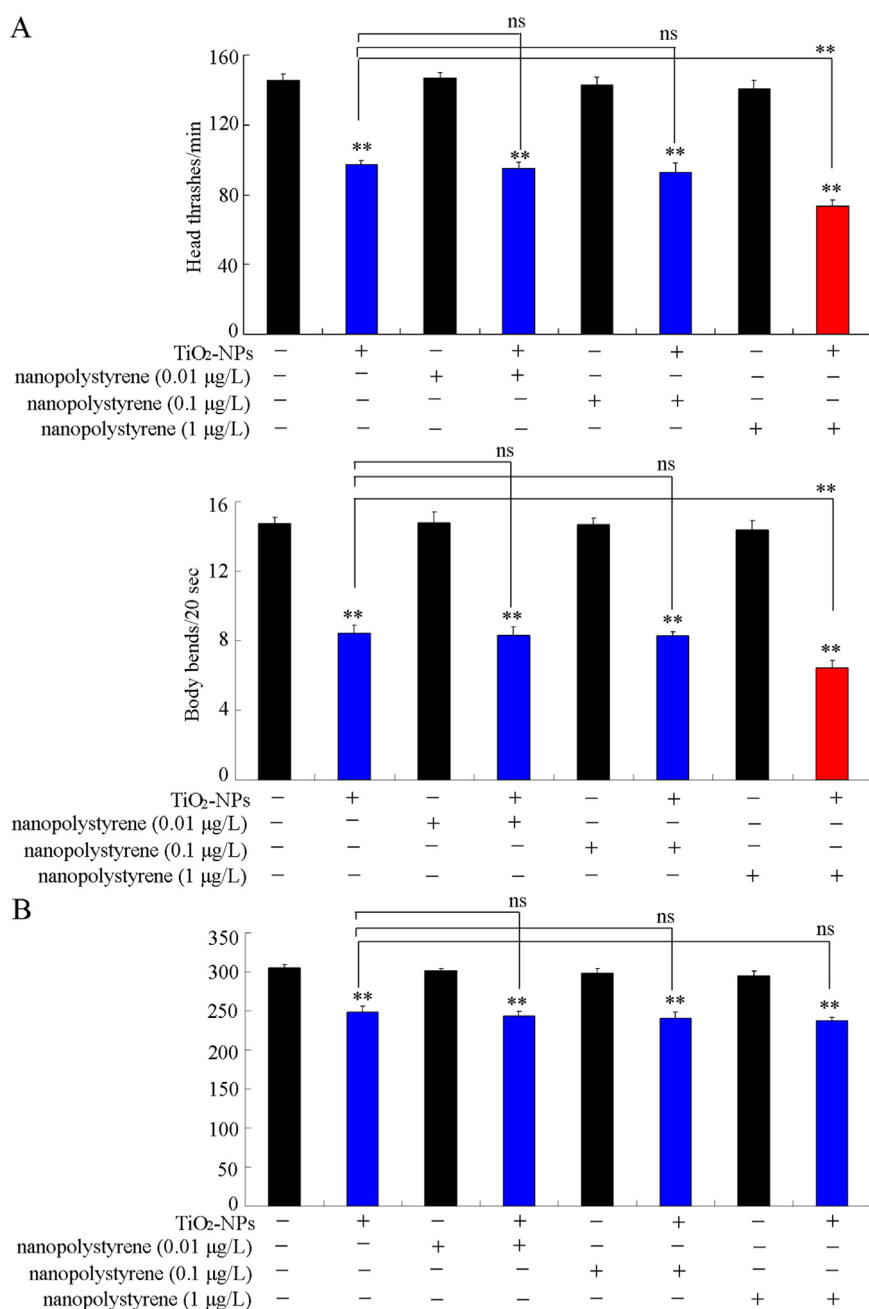 A
ns
ns
**
160
120
80
40
0
Head thrashes/min
** ** ** **
TiO₂-NPs − + − + − + − +
nanopolystyrene (0.01 μg/L) − − + + − − − −
nanopolystyrene (0.1 μg/L) − − − − + + − −
nanopolystyrene (1 μg/L) − − − − − − + +
ns
ns
**
16
12
8
4
0
Body bends/20 sec
** ** ** **
TiO₂-NPs − + − + − + − +
nanopolystyrene (0.01 μg/L) − − + + − − − −
nanopolystyrene (0.1 μg/L) − − − − + + − −
nanopolystyrene (1 μg/L) − − − − − − + +
B
ns
ns
ns
350
300
250
200
150
100
50
0
** ** ** **
TiO₂-NPs − + − + − + − +
nanopolystyrene (0.01 μg/L) − − + + − − − −
nanopolystyrene (0.1 μg/L) − − − − + + − −
nanopolystyrene (1 μg/L) − − − − − − + +